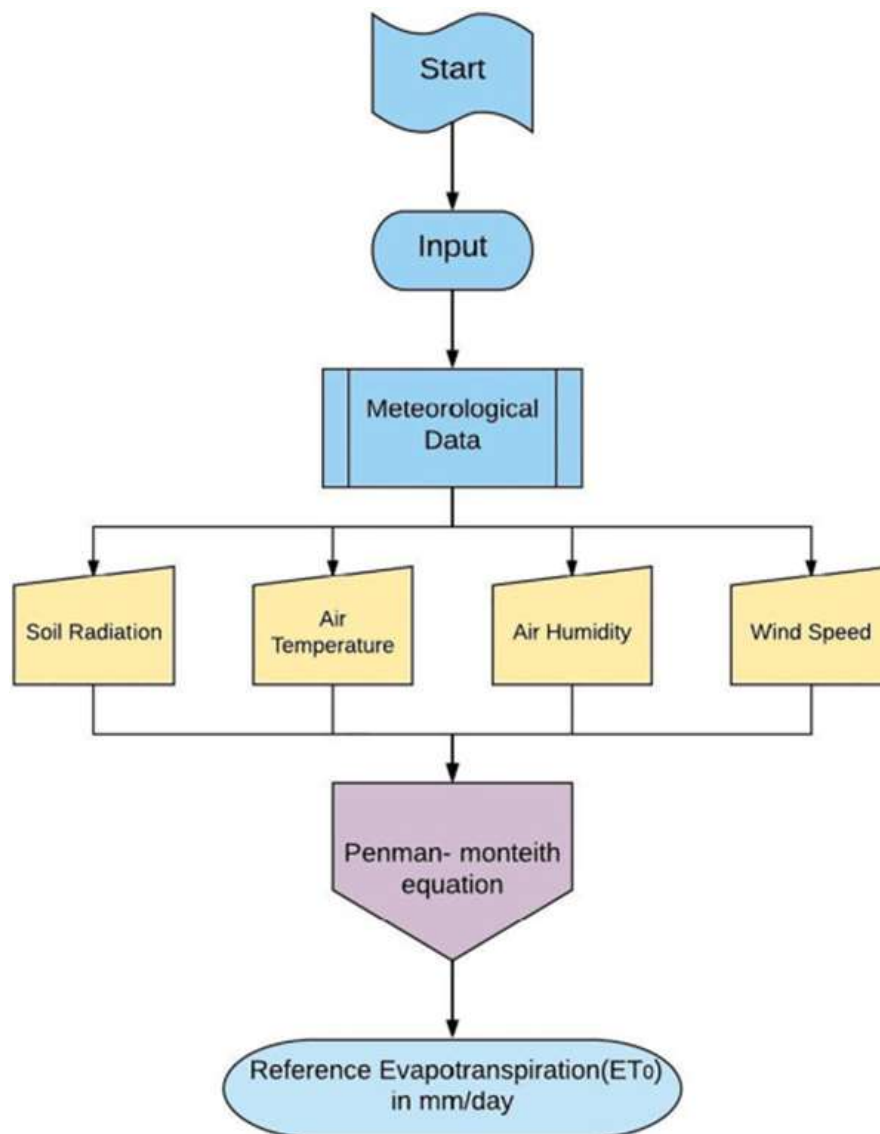 Start
Input
Meteorological
Data
Soil Radiation
Air
Temperature
Air Humidity
Wind Speed
Penman- monteith
equation
Reference Evapotranspiration(ET₀)
in mm/day